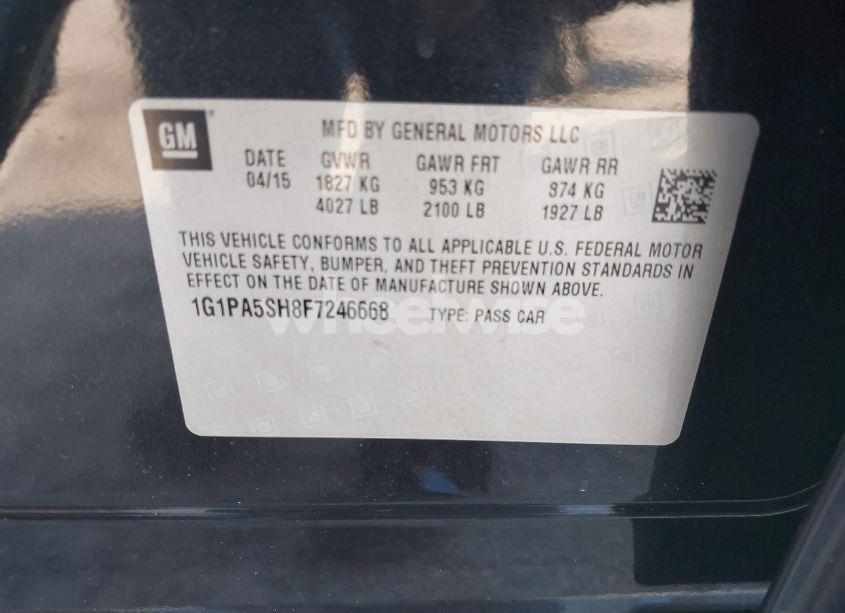 GM
MFD BY GENERAL MOTORS LLC
DATE GVWR GAWR FRT GAWR RR
04/15 1827 KG 953 KG 874 KG
4027 LB 2100 LB 1927 LB
THIS VEHICLE CONFORMS TO ALL APPLICABLE U.S. FEDERAL MOTOR
VEHICLE SAFETY, BUMPER, AND THEFT PREVENTION STANDARDS IN
EFFECT ON THE DATE OF MANUFACTURE SHOWN ABOVE.
1G1PA5SH8F7246668 TYPE: PASS CAR
wheelwise